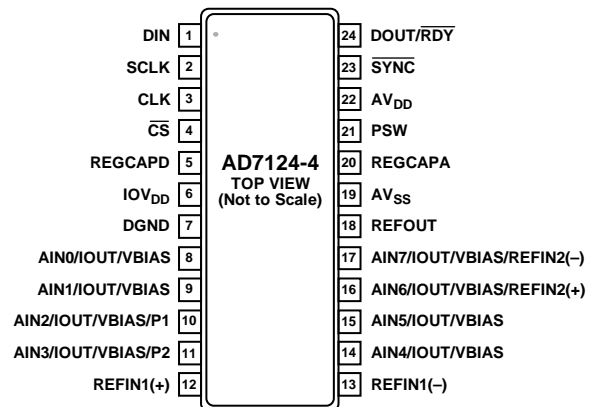 DIN 1 24 DOUT/RDY
SCLK 2 23 SYNC
CLK 3 22 AVDD
CS 4 21 PSW
REGCAPD 5 AD7124-4 20 REGCAPA
TOP VIEW
IOVDD 6 (Not to Scale) 19 AVSS
DGND 7 18 REFOUT
AIN0/IOUT/VBIAS 8 17 AIN7/IOUT/VBIAS/REFIN2(–)
AIN1/IOUT/VBIAS 9 16 AIN6/IOUT/VBIAS/REFIN2(+)
AIN2/IOUT/VBIAS/P1 10 15 AIN5/IOUT/VBIAS
AIN3/IOUT/VBIAS/P2 11 14 AIN4/IOUT/VBIAS
REFIN1(+) 12 13 REFIN1(–)